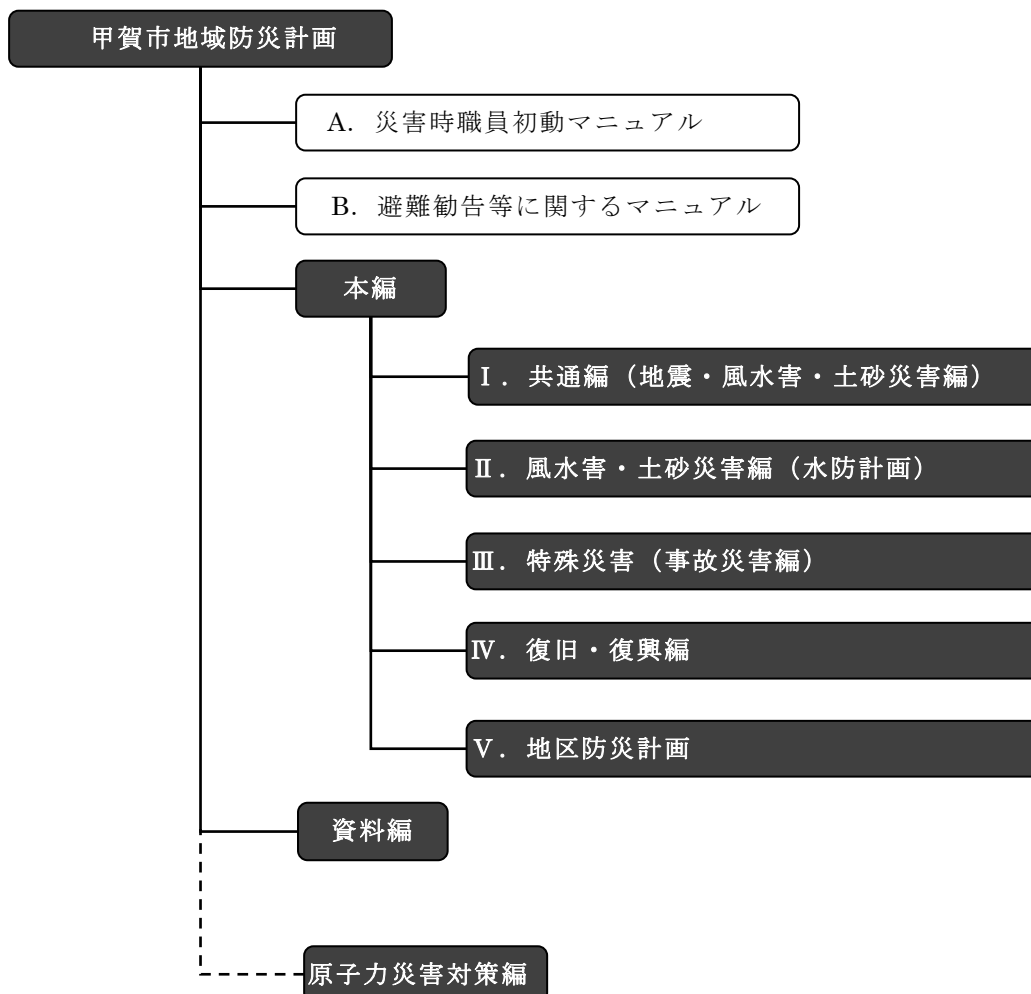 甲賀市地域防災計画
A．災害時職員初動マニュアル
B．避難勧告等に関するマニュアル
本編
Ⅰ．共通編（地震・風水害・土砂災害編）
Ⅱ．風水害・土砂災害編（水防計画）
Ⅲ．特殊災害（事故災害編）
Ⅳ．復旧・復興編
Ⅴ．地区防災計画
資料編
原子力災害対策編